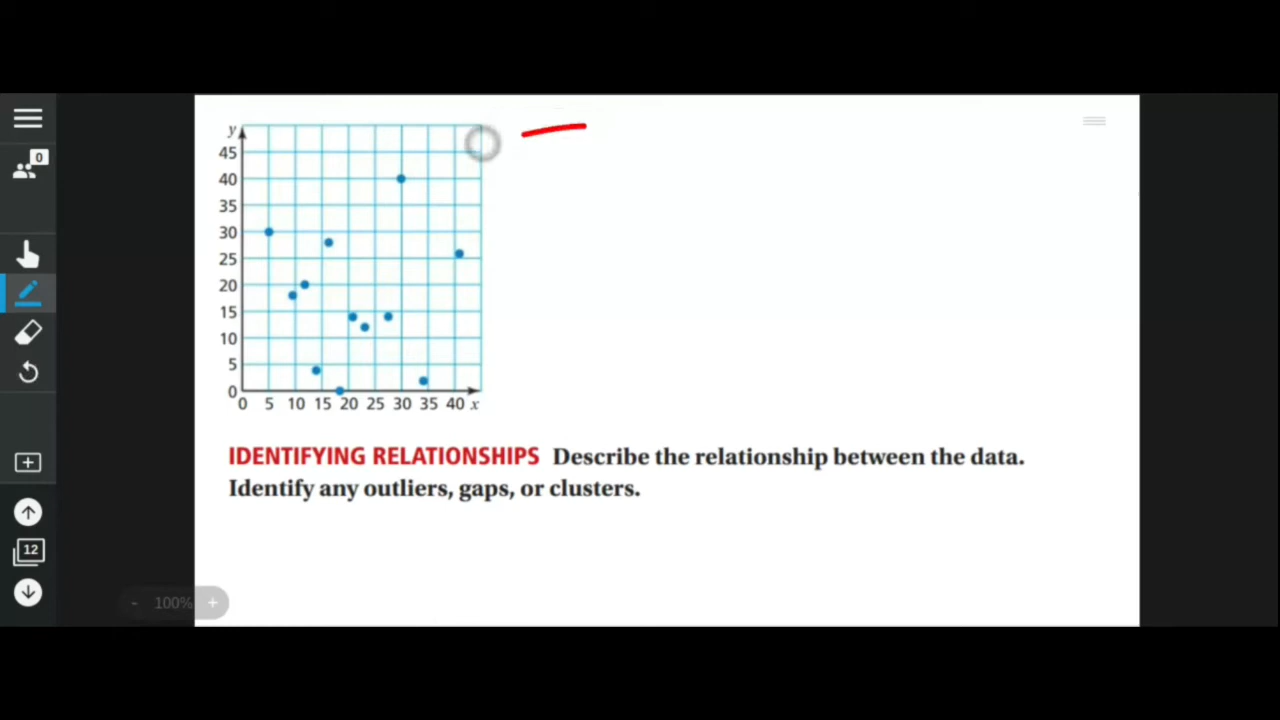 0
y
45
40
35
30
25
20
15
10
5
0
0 5 10 15 20 25 30 35 40 x
IDENTIFYING RELATIONSHIPS Describe the relationship between the data.
Identify any outliers, gaps, or clusters.
12
- 100% +